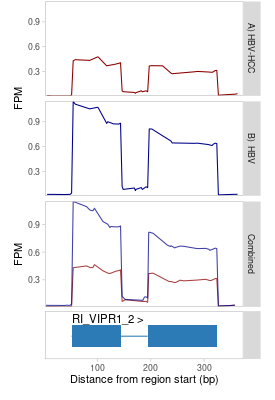 0.9
0.6
0.3
A) HBV-HCC
FPM
0.9
0.6
0.3
B) HBV
0.9
0.6
0.3
FPM
Combined
RI_VIPR1_2 >
100 200 300
Distance from region start (bp)